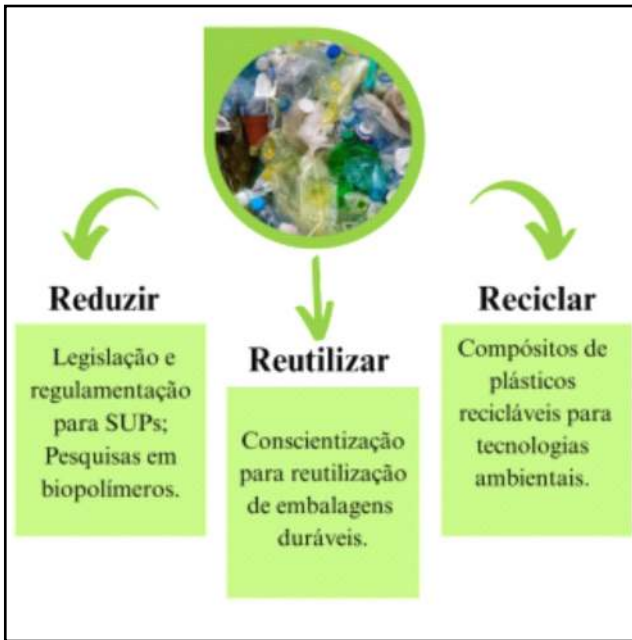 Reduzir
Legislação e
regulamentação
para SUPs;
Pesquisas em
biopolímeros.
Reutilizar
Conscientização
para reutilização
de embalagens
duráveis.
Reciclar
Compósitos de
plásticos
recicláveis para
tecnologias
ambientais.